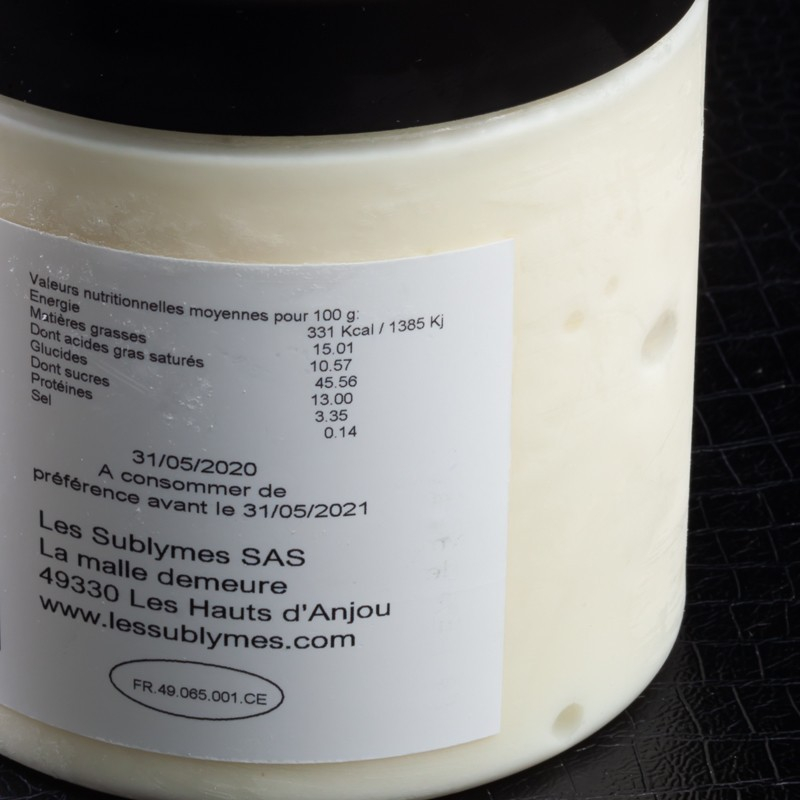 Valeurs nutritionnelles moyennes pour 100 g:
Energie 331 Kcal / 1385 Kj
Matières grasses 15.01
Dont acides gras saturés 10.57
Glucides 45.56
Dont sucres 13.00
Protéines 3.35
Sel 0.14
31/05/2020
A consommer de
préférence avant le 31/05/2021
Les Sublymes SAS
La malle demeure
49330 Les Hauts d'Anjou
www.lessublymes.com
FR.49.065.001.CE